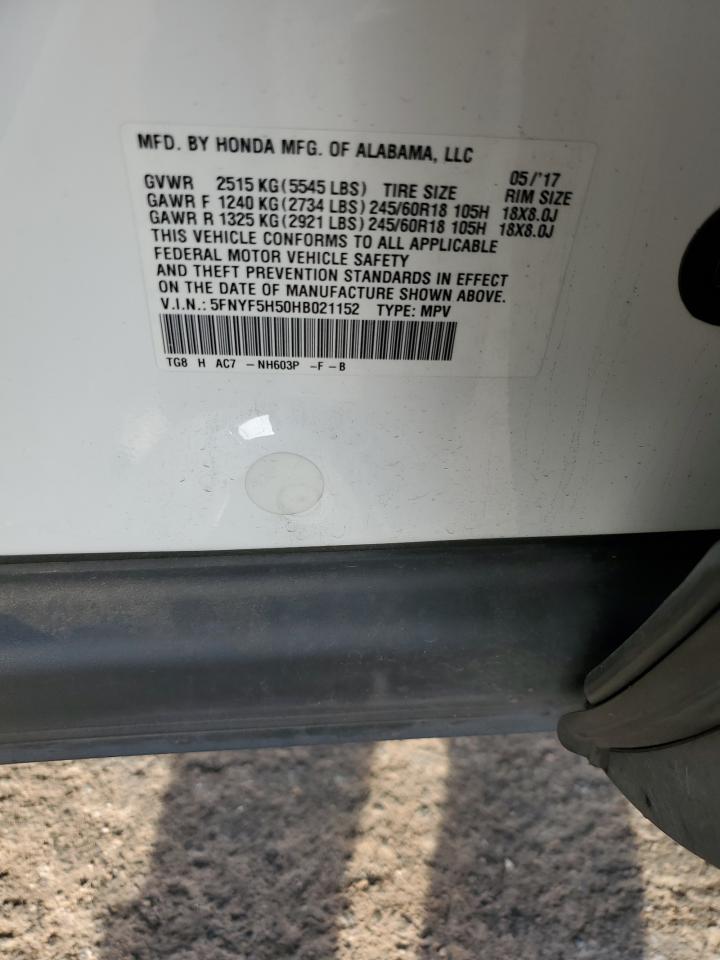 MFD. BY HONDA MFG. OF ALABAMA, LLC
05/'17
GVWR 2515 KG(5545 LBS) TIRE SIZE RIM SIZE
GAWR F 1240 KG(2734 LBS) 245/60R18 105H 18X8.0J
GAWR R 1325 KG(2921 LBS) 245/60R18 105H 18X8.0J
THIS VEHICLE CONFORMS TO ALL APPLICABLE
FEDERAL MOTOR VEHICLE SAFETY
AND THEFT PREVENTION STANDARDS IN EFFECT
ON THE DATE OF MANUFACTURE SHOWN ABOVE.
V.I.N.: 5FNYF5H50HB021152 TYPE: MPV
TG8 H AC7 -NH603P -F-B